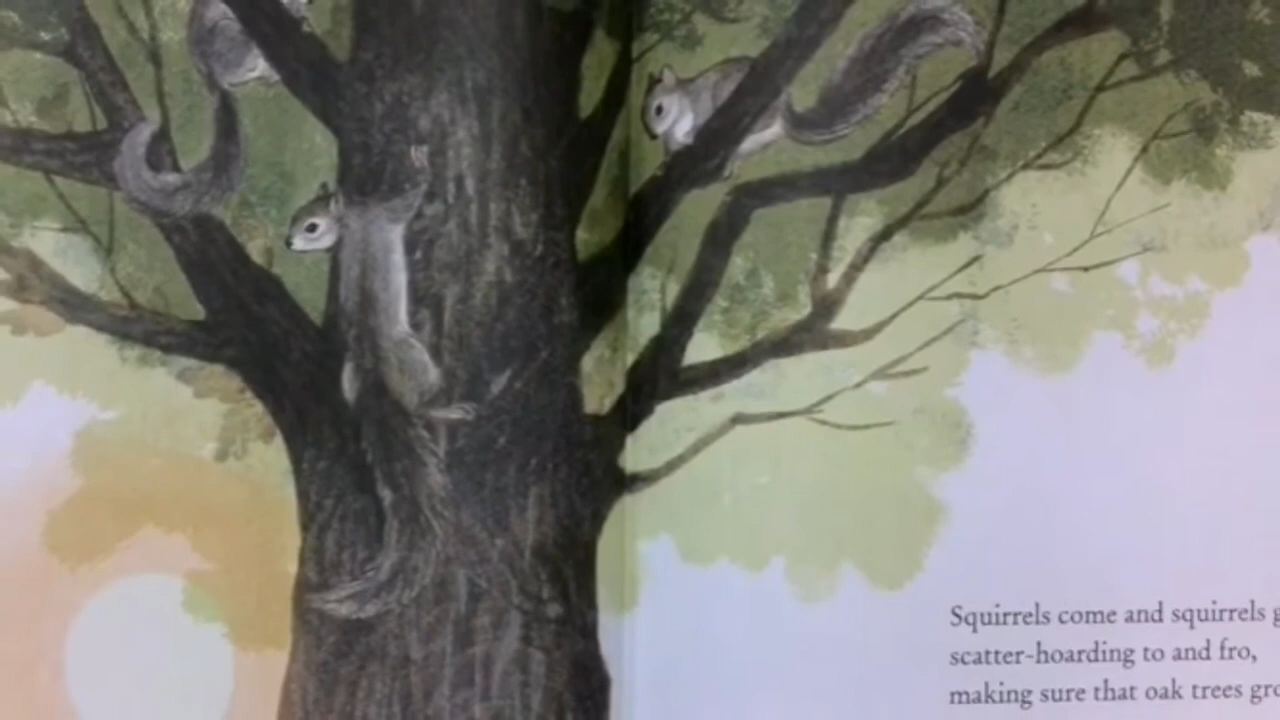 Squirrels come and squirrels
scatter-hoarding to and fro,
making sure that oak trees